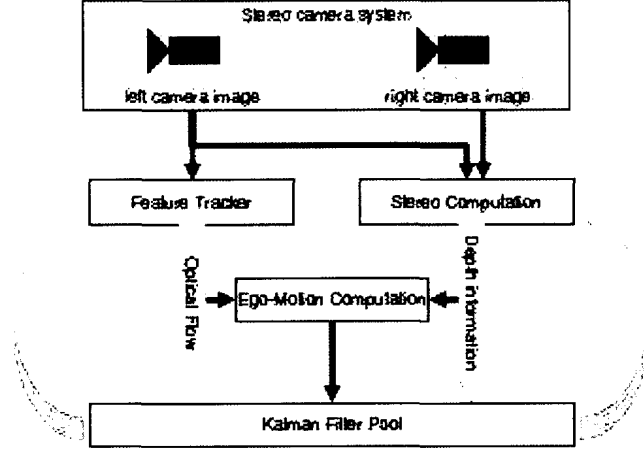 Stereo camera system
left camera image
right camera image
Feature Tracker
Stereo Computation
Optical Flow
Ego-Motion Computation
Depth information
Kalman Filter Pool